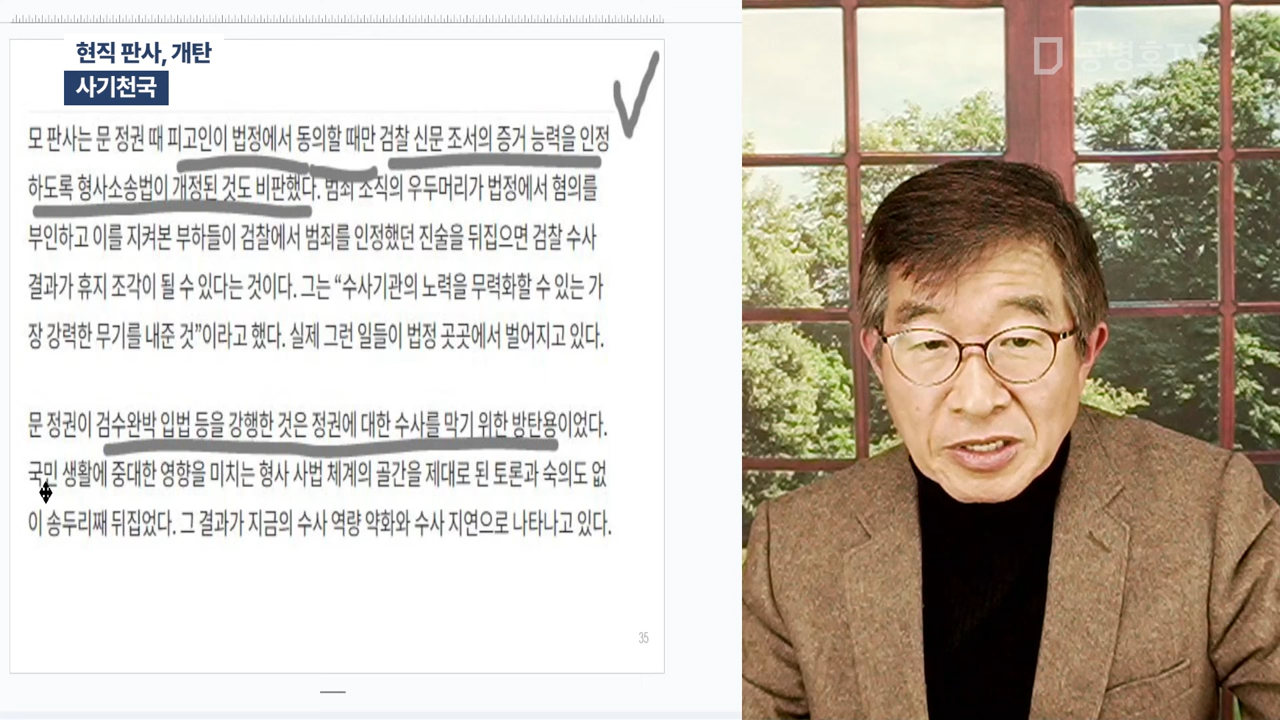 현직 판사, 개탄
사기천국
공병호TV
모 판사는 문 정권 때 피고인이 법정에서 동의할 때만 검찰 신문 조서의 증거 능력을 인정
하도록 형사소송법이 개정된 것도 비판했다. 범죄 조직의 우두머리가 법정에서 혐의를
부인하고 이를 지켜본 부하들이 검찰에서 범죄를 인정했던 진술을 뒤집으면 검찰 수사
결과가 휴지 조각이 될 수 있다는 것이다. 그는 “수사기관의 노력을 무력화할 수 있는 가
장 강력한 무기를 내준 것”이라고 했다. 실제 그런 일들이 법정 곳곳에서 벌어지고 있다.
문 정권이 검수완박 입법 등을 강행한 것은 정권에 대한 수사를 막기 위한 방탄용이었다.
국민 생활에 중대한 영향을 미치는 형사 사법 체계의 골간을 제대로 된 토론과 숙의도 없
이 송두리째 뒤집었다. 그 결과가 지금의 수사 역량 약화와 수사 지연으로 나타나고 있다.
35